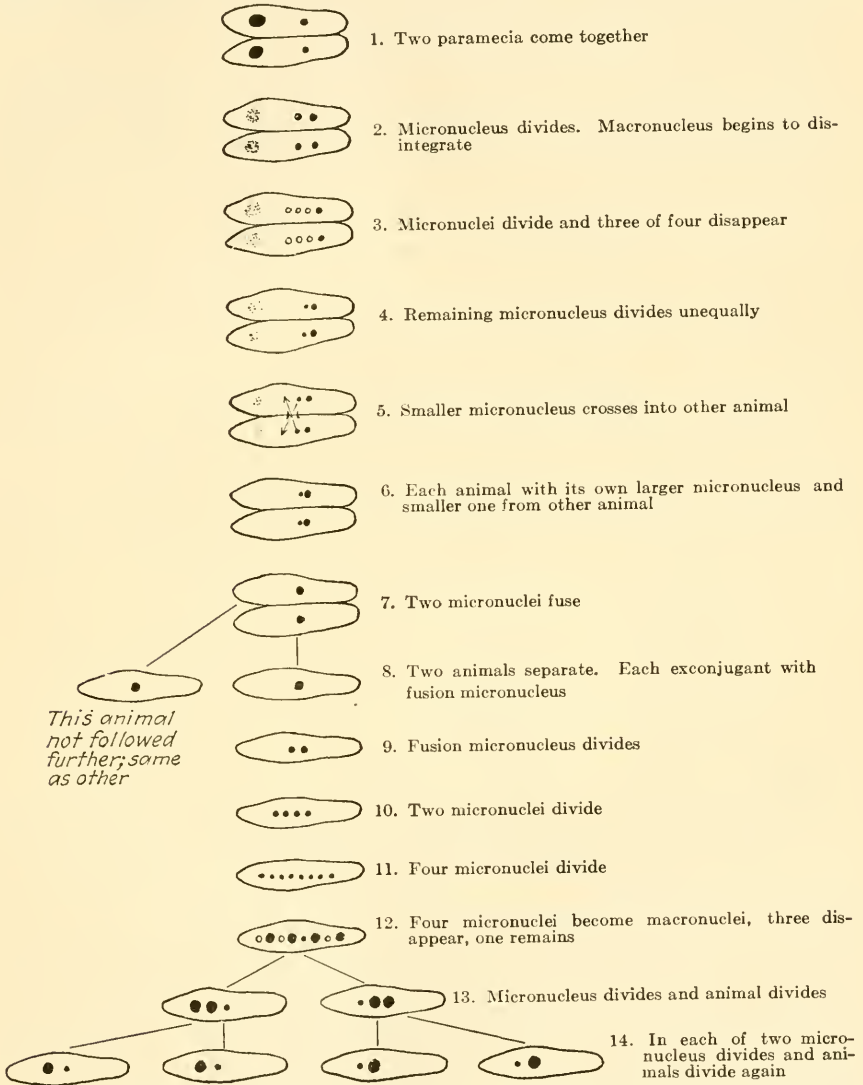 1. Two paramecia come together
2. Micronucleus divides. Macronucleus begins to dis-
integrate
3. Micronuclei divide and three of four disappear
4. Remaining micronucleus divides unequally
5. Smaller micronucleus crosses into other animal
6. Each animal with its own larger micronucleus and
smaller one from other animal
7. Two micronuclei fuse
8. Two animals separate. Each exconjugant with
fusion micronucleus
This animal
not followed
further; same
as other
9. Fusion micronucleus divides
10. Two micronuclei divide
11. Four micronuclei divide
12. Four micronuclei become macronuclei, three dis-
appear, one remains
13. Micronucleus divides and animal divides
14. In each of two micro-
nucleus divides and ani-
mals divide again